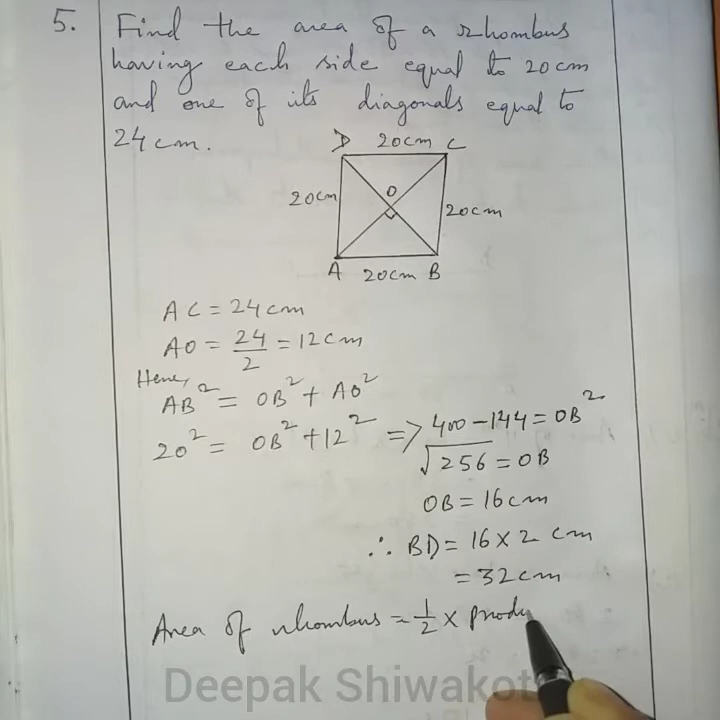 5. Find the area of a rhombus
having each side equal to 20cm
and one of its diagonals equal to
24cm.
D 20cm C
20cm O 20cm
A 20cm B
AC = 24cm
AO = 24/2 = 12cm
Hence,
AB² = OB² + AO²
20² = OB² + 12² => 400 - 144 = OB²
√256 = OB
OB = 16cm
∴ BD = 16 × 2 cm
= 32cm
Area of rhombus = 1/2 × produ
Deepak Shiwakot